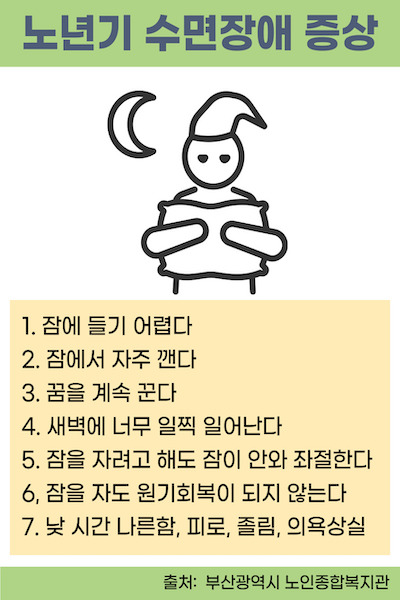 노년기 수면장애 증상
1. 잠에 들기 어렵다
2. 잠에서 자주 깬다
3. 꿈을 계속 꾼다
4. 새벽에 너무 일찍 일어난다
5. 잠을 자려고 해도 잠이 안와 좌절한다
6, 잠을 자도 원기회복이 되지 않는다
7. 낮 시간 나른함, 피로, 졸림, 의욕상실
출처: 부산광역시 노인종합복지관